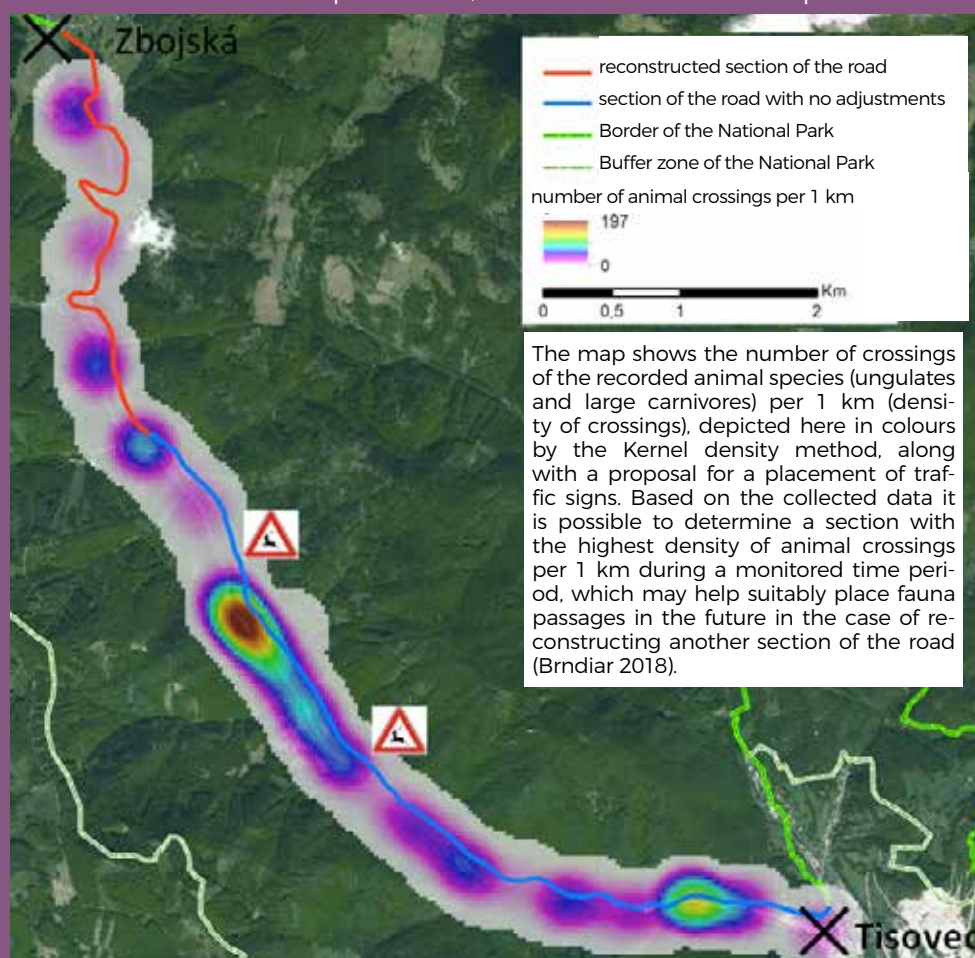 Zbojská
reconstructed section of the road
section of the road with no adjustments
Border of the National Park
Buffer zone of the National Park
number of animal crossings per 1 km
197
0
Km
0 0,5 1 2
The map shows the number of crossings
of the recorded animal species (ungulates
and large carnivores) per 1 km (densi-
ty of crossings), depicted here in colours
by the Kernel density method, along
with a proposal for a placement of traf-
fic signs. Based on the collected data it
is possible to determine a section with
the highest density of animal crossings
per 1 km during a monitored time peri-
od, which may help suitably place fauna
passages in the future in the case of re-
constructing another section of the road
(Brndiar 2018).
Tisovec